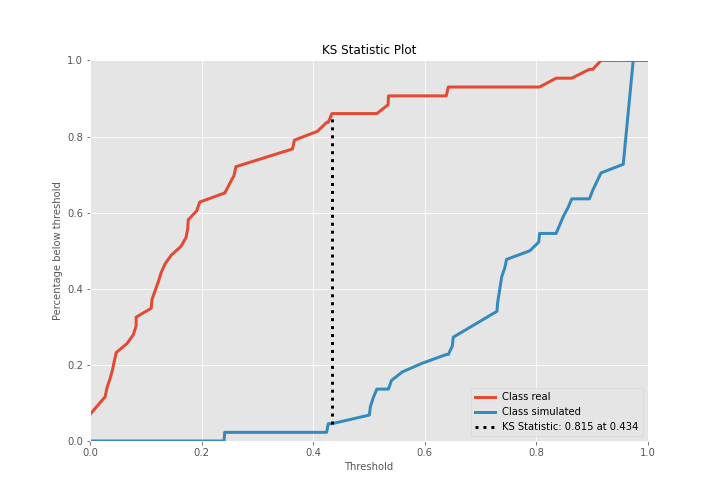 KS Statistic Plot
1.0
0.8
0.6
0.4
0.2
0.0
Percentage below threshold
0.0 0.2 0.4 0.6 0.8 1.0
Threshold
Class real
Class simulated
KS Statistic: 0.815 at 0.434